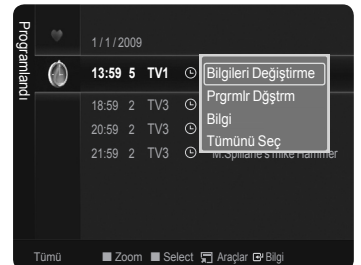 Programlandı
1 / 1 / 2009
13:59 5 TV1
18:59 2 TV3
20:59 2 TV3
21:59 2 TV3 M.Spillane's mike Hammer
Bilgileri Değiştirme
Prgrmlr Dğştrm
Bilgi
Tümünü Seç
Tümü Zoom Select Araçlar Bilgi